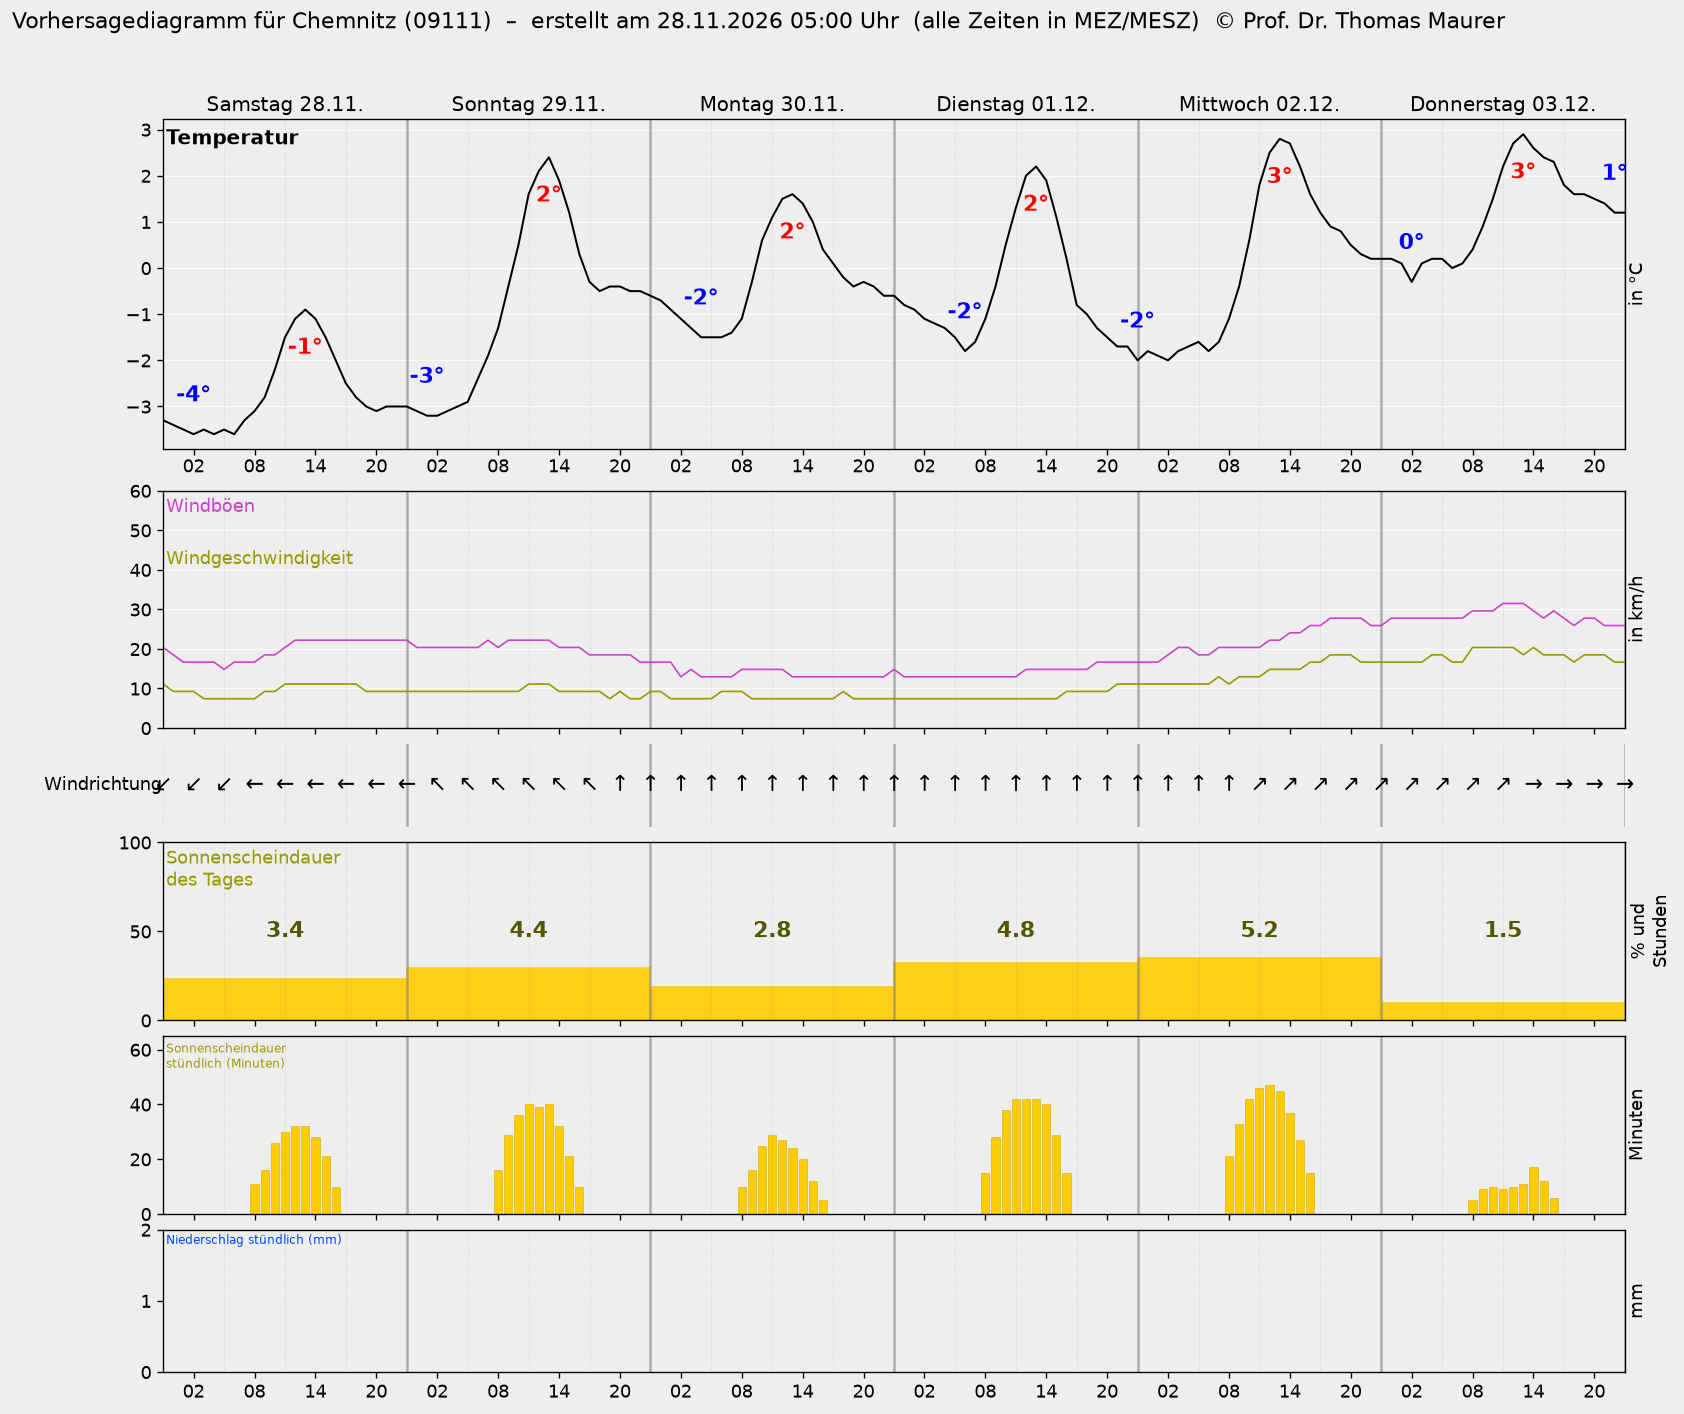 Vorhersagediagramm für Chemnitz (09111)  –  erstellt am 28.11.2026 05:00 Uhr  (alle Zeiten in MEZ/MESZ)  © Prof. Dr. Thomas Maurer
Samstag 28.11. Sonntag 29.11. Montag 30.11. Dienstag 01.12. Mittwoch 02.12. Donnerstag 03.12.
Temperatur
3
2
1
0
−1
−2
−3
-4° -1° -3° 2° -2° 2° -2° 2° -2° 3° 0° 3° 1°
in °C
02 08 14 20 02 08 14 20 02 08 14 20 02 08 14 20 02 08 14 20 02 08 14 20
Windböen
Windgeschwindigkeit
60
50
40
30
20
10
0
in km/h
Windrichtung
↙ ↙ ↙ ← ← ← ← ← ← ↖ ↖ ↖ ↖ ↖ ↖ ↑ ↑ ↑ ↑ ↑ ↑ ↑ ↑ ↑ ↑ ↑ ↑ ↑ ↑ ↑ ↑ ↑ ↑ ↑ ↑ ↑ ↗ ↗ ↗ ↗ ↗ ↗ ↗ ↗ ↗ → → → →
Sonnenscheindauer
des Tages
100
50
0
3.4 4.4 2.8 4.8 5.2 1.5
% und
Stunden
Sonnenscheindauer
stündlich (Minuten)
60
40
20
0
Minuten
Niederschlag stündlich (mm)
2
1
0
mm
02 08 14 20 02 08 14 20 02 08 14 20 02 08 14 20 02 08 14 20 02 08 14 20